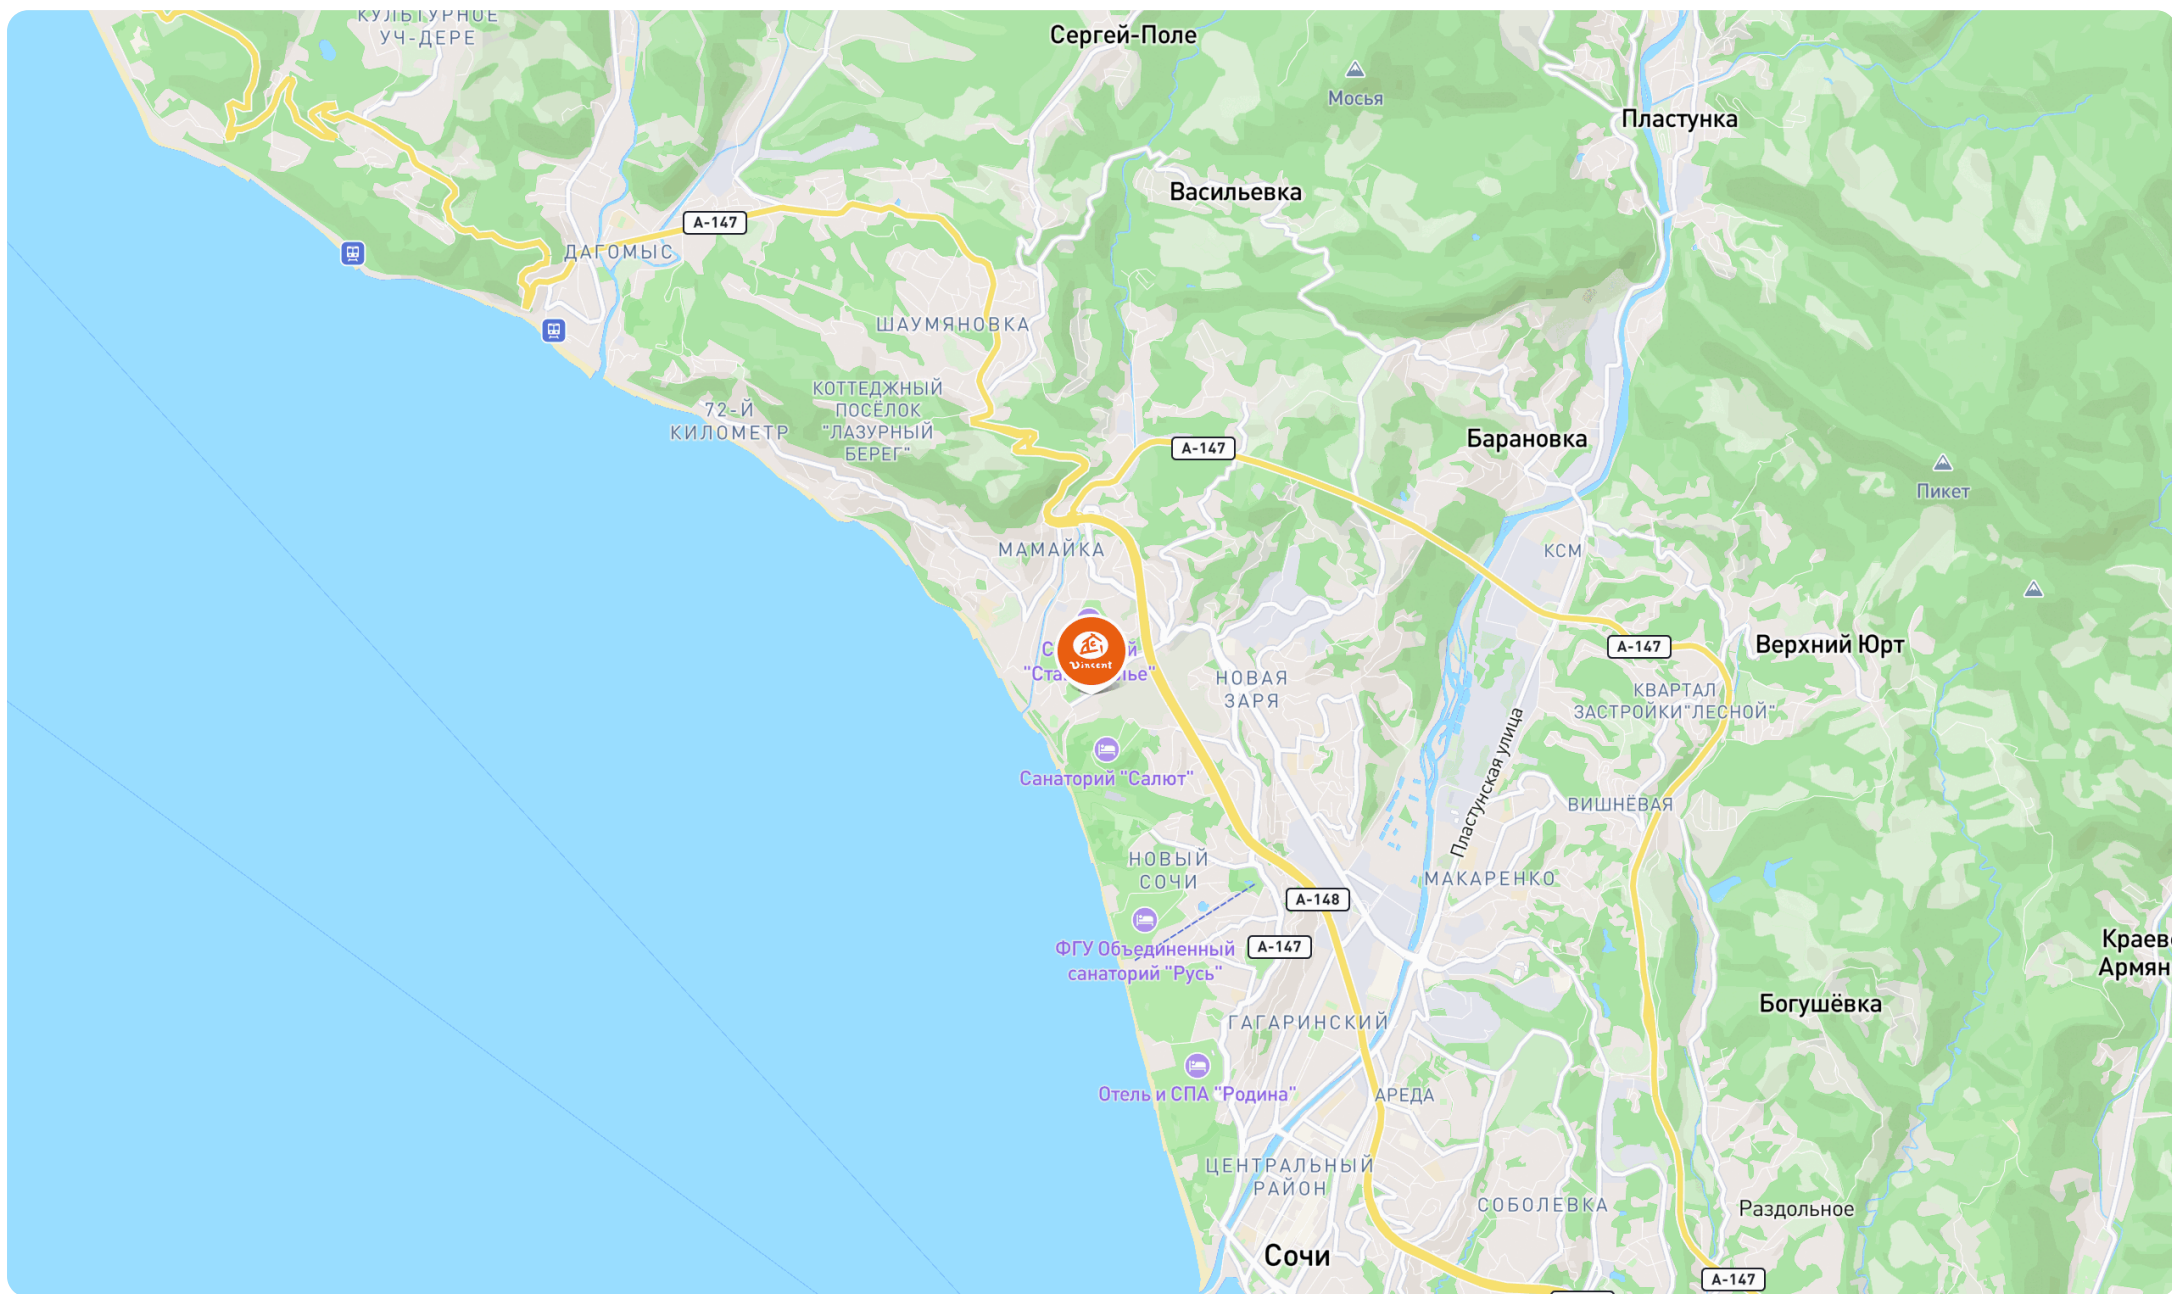 КУЛЬТУРНОЕ
УЧ-ДЕРЕ
Сергей-Поле
Мосья
Пластунка
Васильевка
А-147
ДАГОМЫС
ШАУМЯНОВКА
КОТТЕДЖНЫЙ
ПОСЁЛОК
"ЛАЗУРНЫЙ
БЕРЕГ"
72-Й
КИЛОМЕТР
А-147
Барановка
Пикет
МАМАЙКА
КСМ
Vincent
А-147
Верхний Юрт
НОВАЯ
ЗАРЯ
КВАРТАЛ
ЗАСТРОЙКИ"ЛЕСНОЙ"
Пластунская улица
Санаторий "Салют"
ВИШНЁВАЯ
НОВЫЙ
СОЧИ
МАКАРЕНКО
А-148
А-147
ФГУ Объединенный
санаторий "Русь"
Богушёвка
ГАГАРИНСКИЙ
Отель и СПА "Родина"
АРЕДА
ЦЕНТРАЛЬНЫЙ
РАЙОН
СОБОЛЕВКА
Раздольное
Сочи
А-147